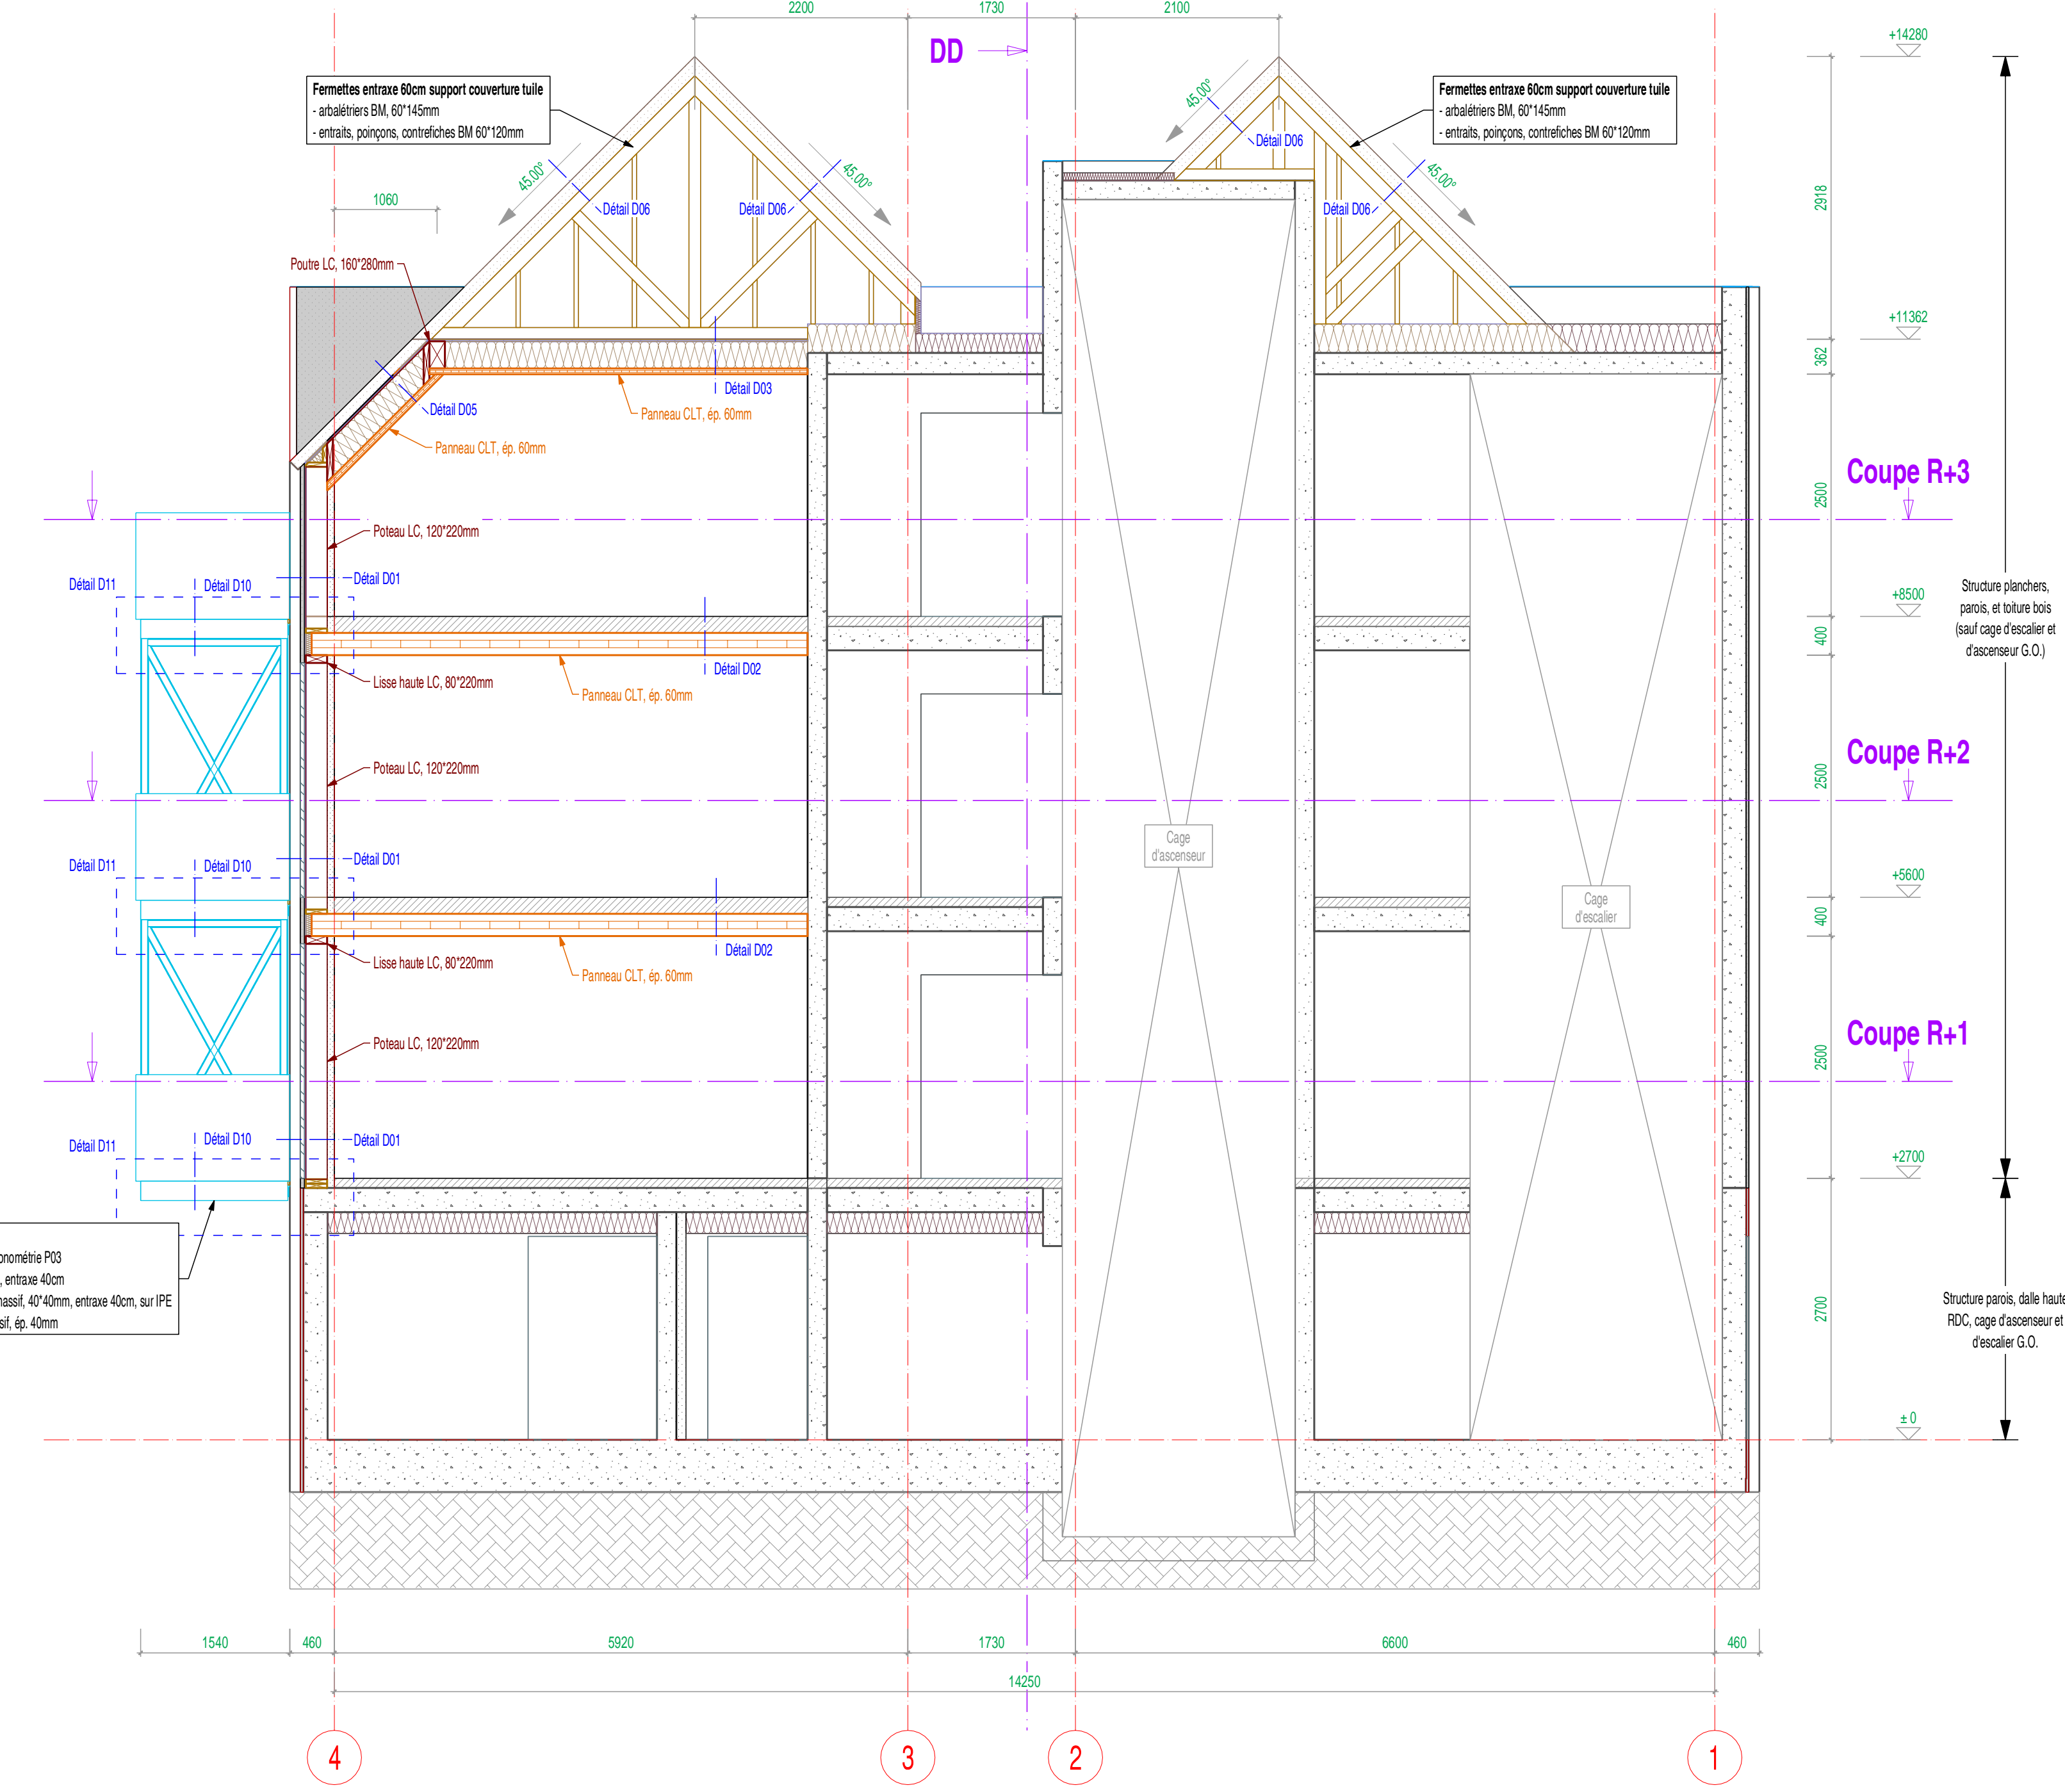 2200
1730
2100
DD
+14280
Fermettes entraxe 60cm support couverture tuile
- arbalétriers BM, 60*145mm
- entraits, poinçons, contrefiches BM 60*120mm
Fermettes entraxe 60cm support couverture tuile
- arbalétriers BM, 60*145mm
- entraits, poinçons, contrefiches BM 60*120mm
45.00°
Détail D06
45.00°
45.00°
45.00°
1060
Détail D06
Détail D06
Détail D06
2918
Poutre LC, 160*280mm
+11362
362
Détail D03
Détail D05
Panneau CLT, ép. 60mm
Panneau CLT, ép. 60mm
Coupe R+3
2500
Poteau LC, 120*220mm
Détail D11
Détail D10
Détail D01
+8500
Structure planchers,
parois, et toiture bois
(sauf cage d'escalier et
d'ascenseur G.O.)
400
Détail D02
Lisse haute LC, 80*220mm
Panneau CLT, ép. 60mm
Coupe R+2
Poteau LC, 120*220mm
2500
Cage
d'ascenseur
Détail D11
Détail D10
Détail D01
+5600
Cage
d'escalier
400
Détail D02
Lisse haute LC, 80*220mm
Panneau CLT, ép. 60mm
Coupe R+1
Poteau LC, 120*220mm
2500
Détail D11
Détail D10
Détail D01
+2700
onométrie P03
, entraxe 40cm
assif, 40*40mm, entraxe 40cm, sur IPE
sif, ép. 40mm
2700
Structure parois, dalle haute
RDC, cage d'ascenseur et
d'escalier G.O.
± 0
1540
460
5920
1730
6600
460
14250
4
3
2
1